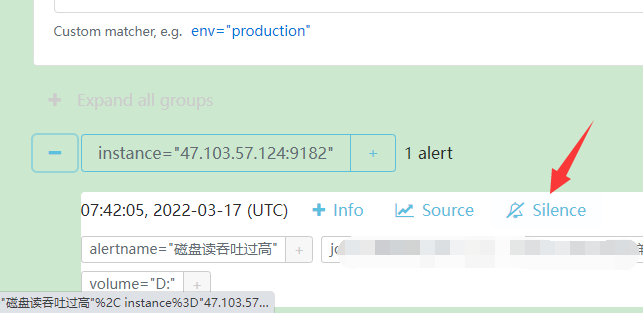 Custom matcher, e.g. env="production"
+ Expand all groups
− instance="47.103.57.124:9182" + 1 alert
07:42:05, 2022-03-17 (UTC) + Info Source Silence
alertname="磁盘读吞吐过高" +
volume="D:" +
"磁盘读吞吐过高"%2C instance%3D"47.103.57...